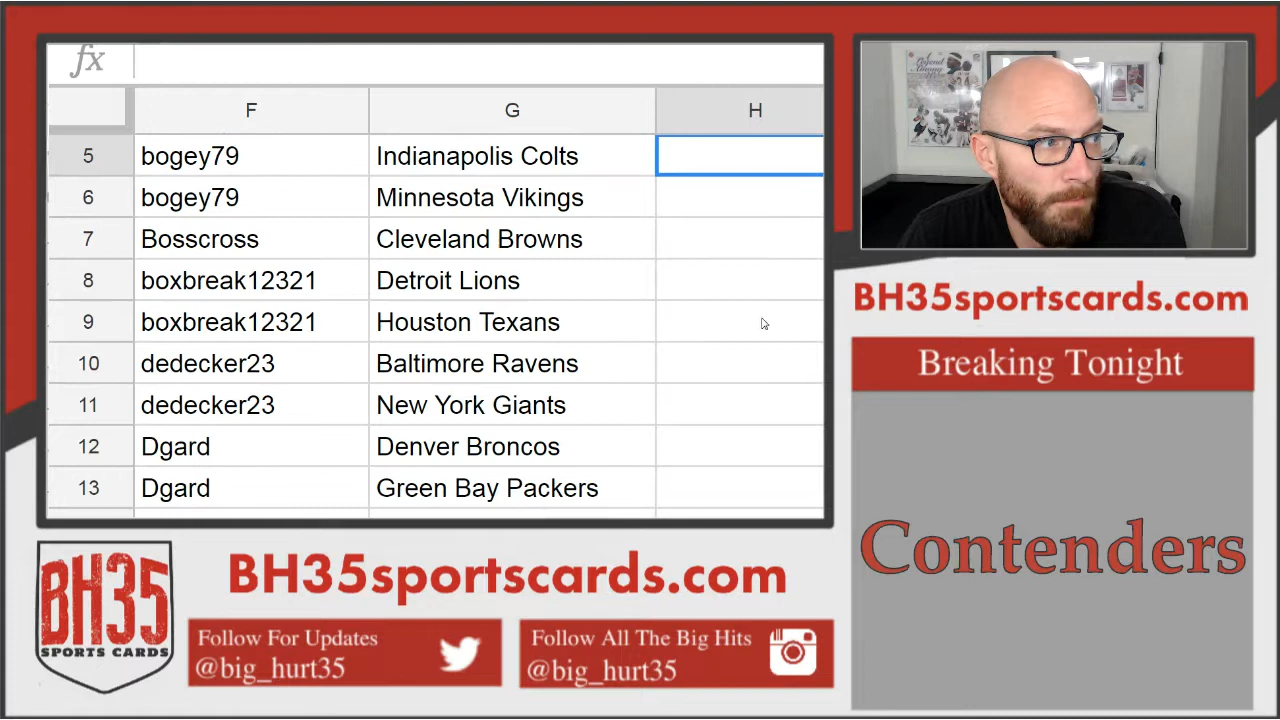 fx
F G H
5 bogey79 Indianapolis Colts
6 bogey79 Minnesota Vikings
7 Bosscross Cleveland Browns
8 boxbreak12321 Detroit Lions
9 boxbreak12321 Houston Texans
10 dedecker23 Baltimore Ravens
11 dedecker23 New York Giants
12 Dgard Denver Broncos
13 Dgard Green Bay Packers
BH35sportscards.com
Breaking Tonight
Contenders
BH35
SPORTS CARDS
BH35sportscards.com
Follow For Updates
@big_hurt35
Follow All The Big Hits
@big_hurt35